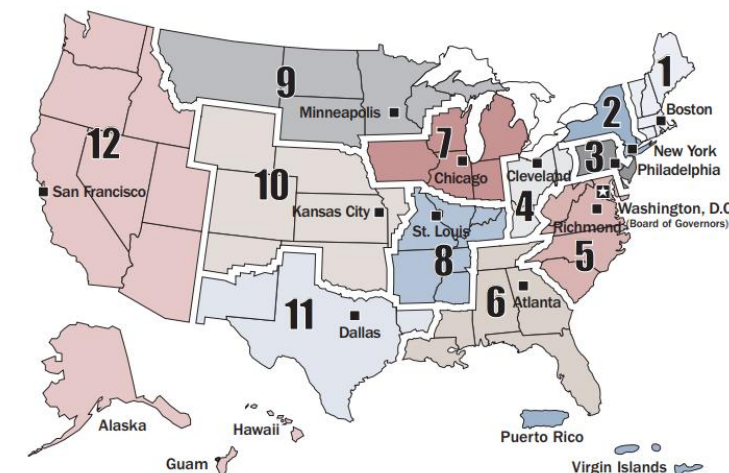 1
9
2
Boston
Minneapolis
12
7
New York
3
Philadelphia
Chicago
Cleveland
10
San Francisco
4
Kansas City
Washington, D.C
(Board of Governors)
St. Louis
Richmond
5
8
6
Atlanta
11
Dallas
Alaska
Hawaii
Puerto Rico
Guam
Virgin Islands